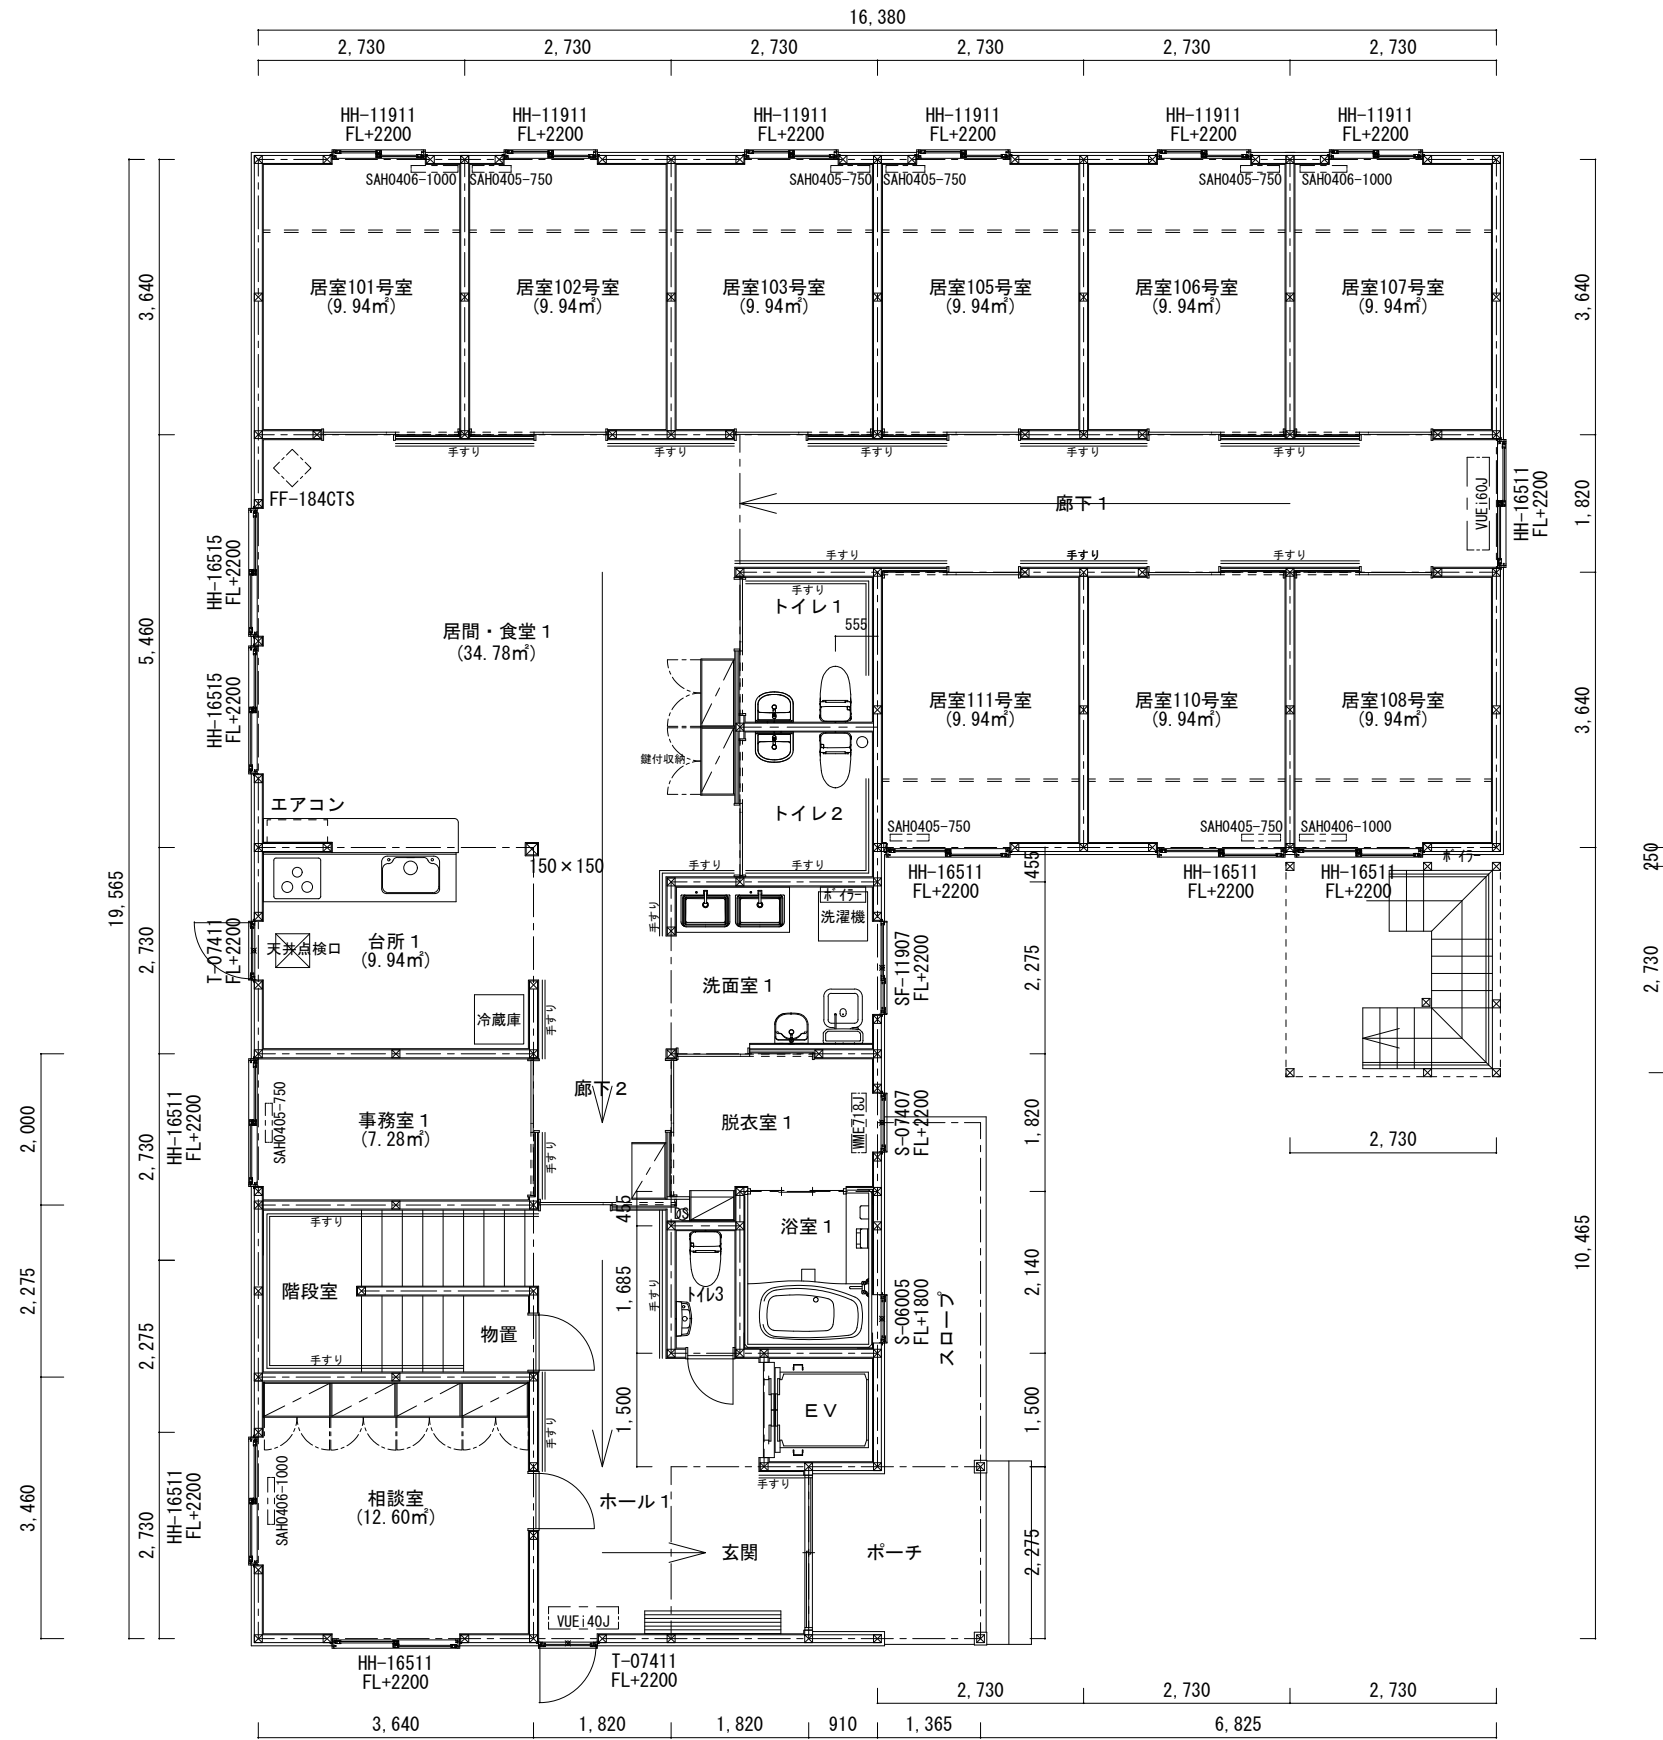 16,380
2,730
2,730
2,730
2,730
2,730
2,730
HH-11911
FL+2200
HH-11911
FL+2200
HH-11911
FL+2200
HH-11911
FL+2200
HH-11911
FL+2200
HH-11911
FL+2200
SAH0406-1000
SAH0405-750
SAH0405-750
SAH0405-750
SAH0405-750
SAH0406-1000
居室101号室
(9.94㎡)
居室102号室
(9.94㎡)
居室103号室
(9.94㎡)
居室105号室
(9.94㎡)
居室106号室
(9.94㎡)
居室107号室
(9.94㎡)
3,640
3,640
手すり
手すり
手すり
手すり
手すり
FF-184CTS
廊下1
VUEi60J
HH-16511
FL+2200
1,820
手すり
手すり
手すり
HH-16515
FL+2200
HH-16515
FL+2200
5,460
居間・食堂1
(34.78㎡)
手すり
トイレ1
555
鍵付収納
トイレ2
手すり
手すり
居室111号室
(9.94㎡)
居室110号室
(9.94㎡)
居室108号室
(9.94㎡)
3,640
SAH0405-750
SAH0405-750
SAH0406-1000
HH-16511
FL+2200
HH-16511
FL+2200
HH-16511
FL+2200
ボイラー
455
250
2,730
エアコン
150×150
19,565
2,730
T-07411
FL+2200
天井点検口
台所1
(9.94㎡)
冷蔵庫
手すり
手すり
ボイラー
洗濯機
洗面室1
SF-11907
FL+2200
2,275
2,000
2,730
HH-16511
FL+2200
SAH0405-750
事務室1
(7.28㎡)
手すり
廊下2
脱衣室1
WME718J
S-07407
FL+2200
1,820
2,730
455
PS
浴室1
2,140
10,465
2,275
2,275
手すり
階段室
手すり
物置
1,685
手すり
トイレ3
S-06005
FL+1800
スロープ
1,500
EV
1,500
手すり
3,460
2,730
HH-16511
FL+2200
SAH0406-1000
相談室
(12.60㎡)
ホール1
手すり
玄関
ポーチ
2,275
VUEi40J
HH-16511
FL+2200
T-07411
FL+2200
2,730
2,730
2,730
3,640
1,820
1,820
910
1,365
6,825